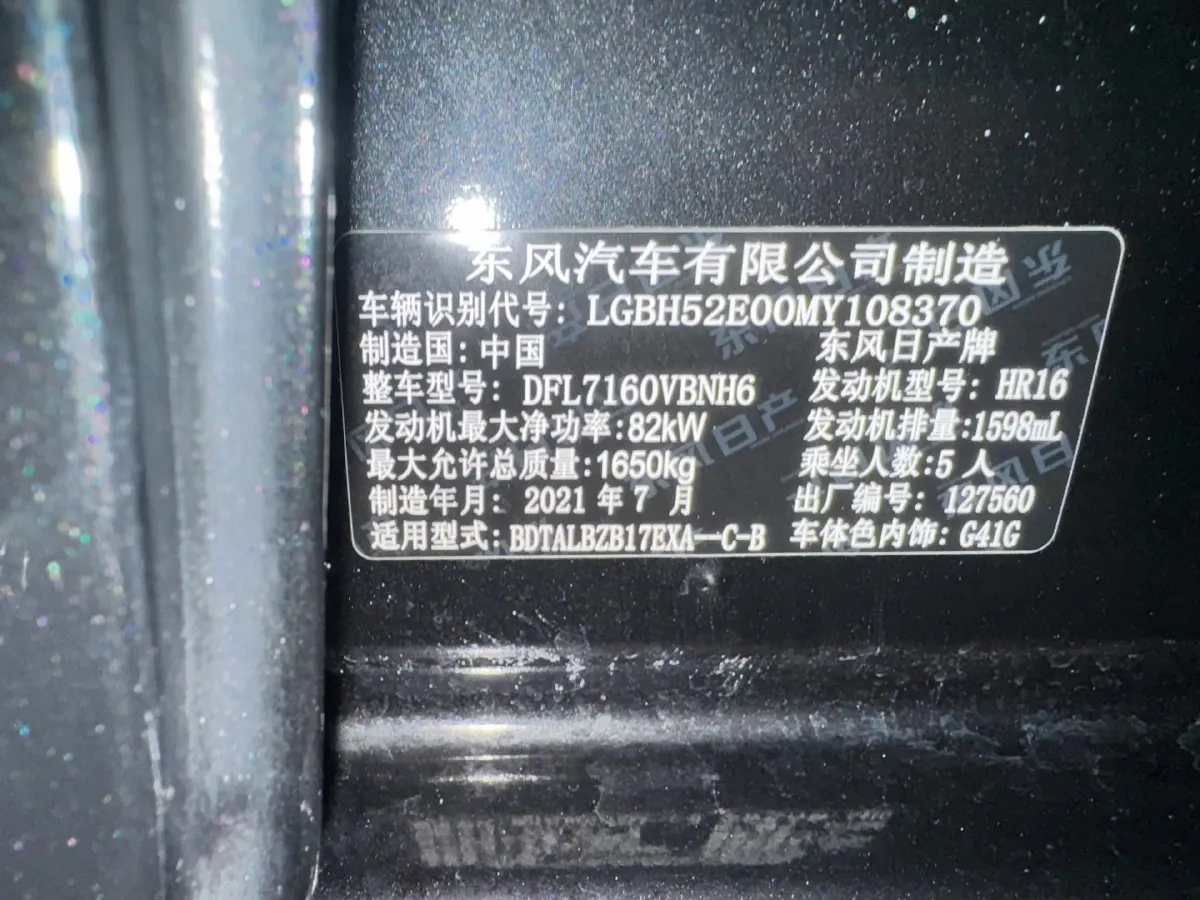 东风汽车有限公司制造
车辆识别代号: LGBH52E00MY108370
制造国: 中国 东风日产牌
整车型号: DFL7160VBNH6 发动机型号: HR16
发动机最大净功率:82kW 发动机排量:1598mL
最大允许总质量:1650kg 乘坐人数:5 人
制造年月: 2021 年 7 月 出厂编号: 127560
适用型式: BDTALBZB17EXA--C-B 车体色内饰: G41G